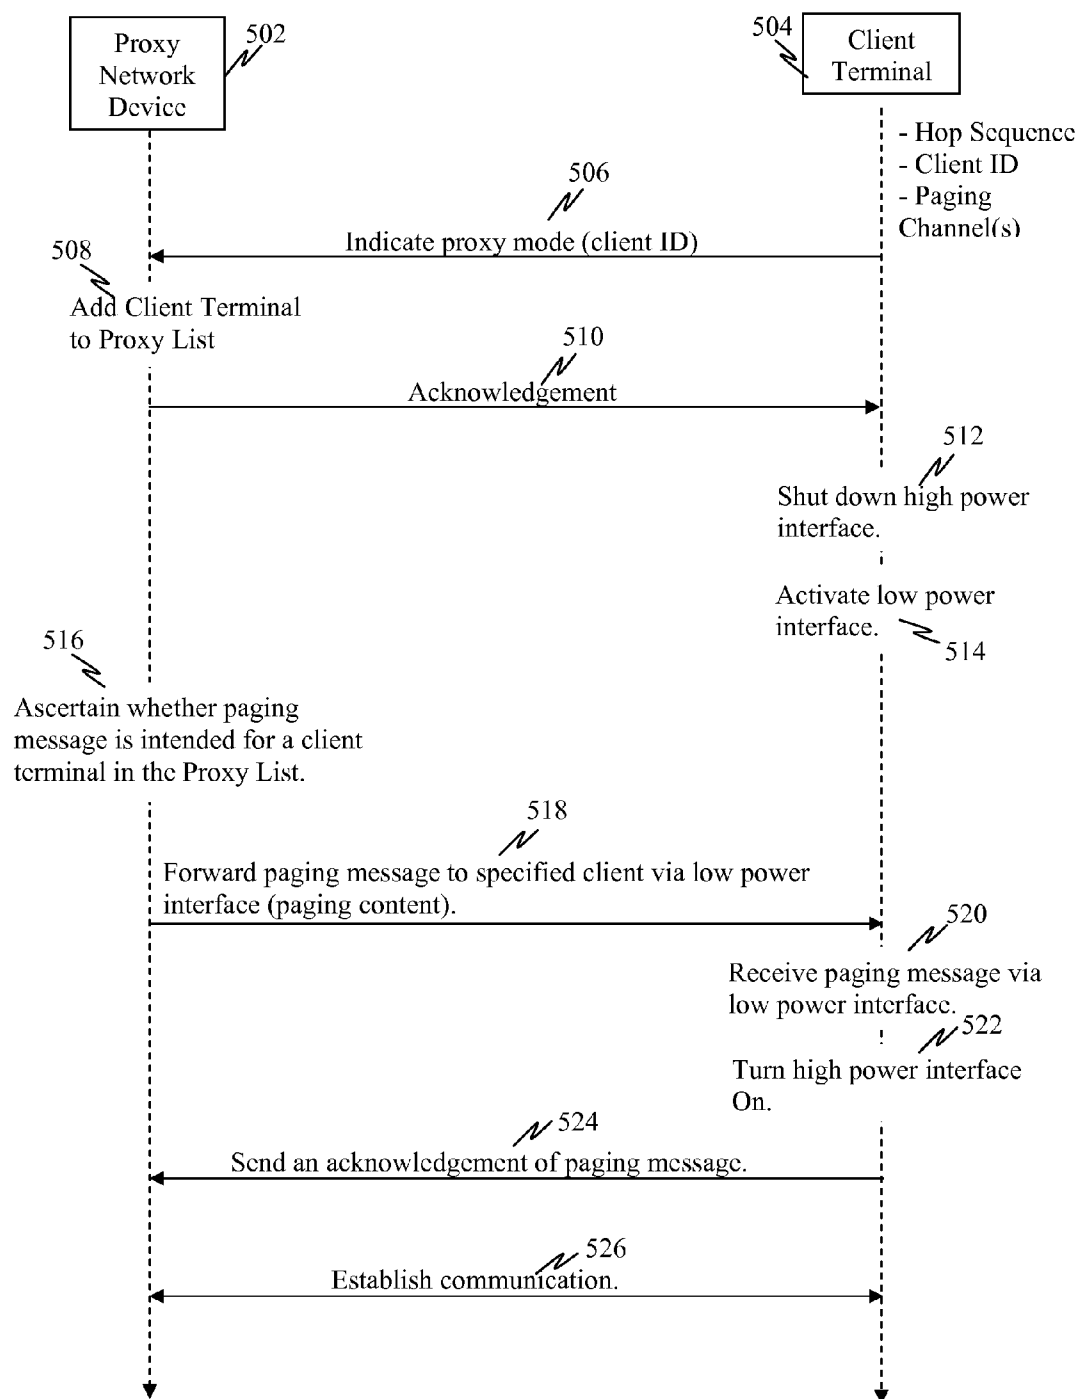 Proxy
Network
Device
502
504
Client
Terminal
- Hop Sequence
- Client ID
- Paging
Channel(s)
506
Indicate proxy mode (client ID)
508
Add Client Terminal
to Proxy List
510
Acknowledgement
512
Shut down high power
interface.
Activate low power
interface.
514
516
Ascertain whether paging
message is intended for a client
terminal in the Proxy List.
518
Forward paging message to specified client via low power
interface (paging content).
520
Receive paging message via
low power interface.
522
Turn high power interface
On.
524
Send an acknowledgement of paging message.
526
Establish communication.